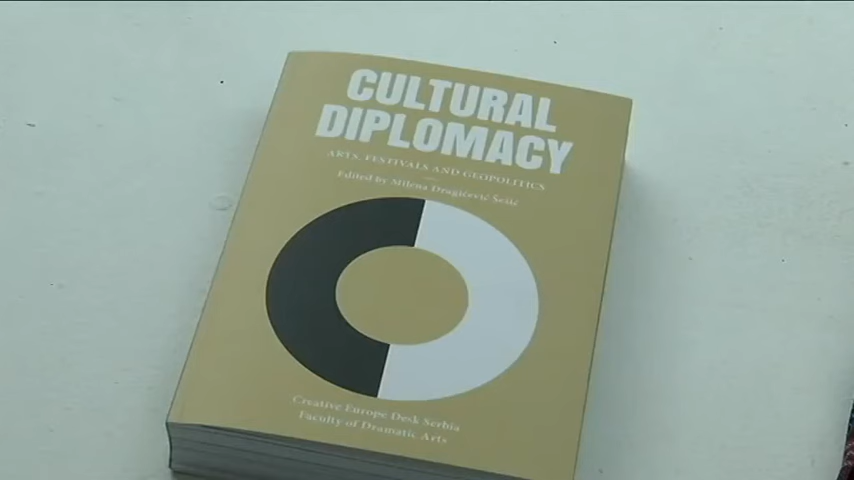 CULTURAL
DIPLOMACY
ARTS, FESTIVALS AND GEOPOLITICS
Edited by Milena Dragićević Šešić
Creative Europe Desk Serbia
Faculty of Dramatic Arts